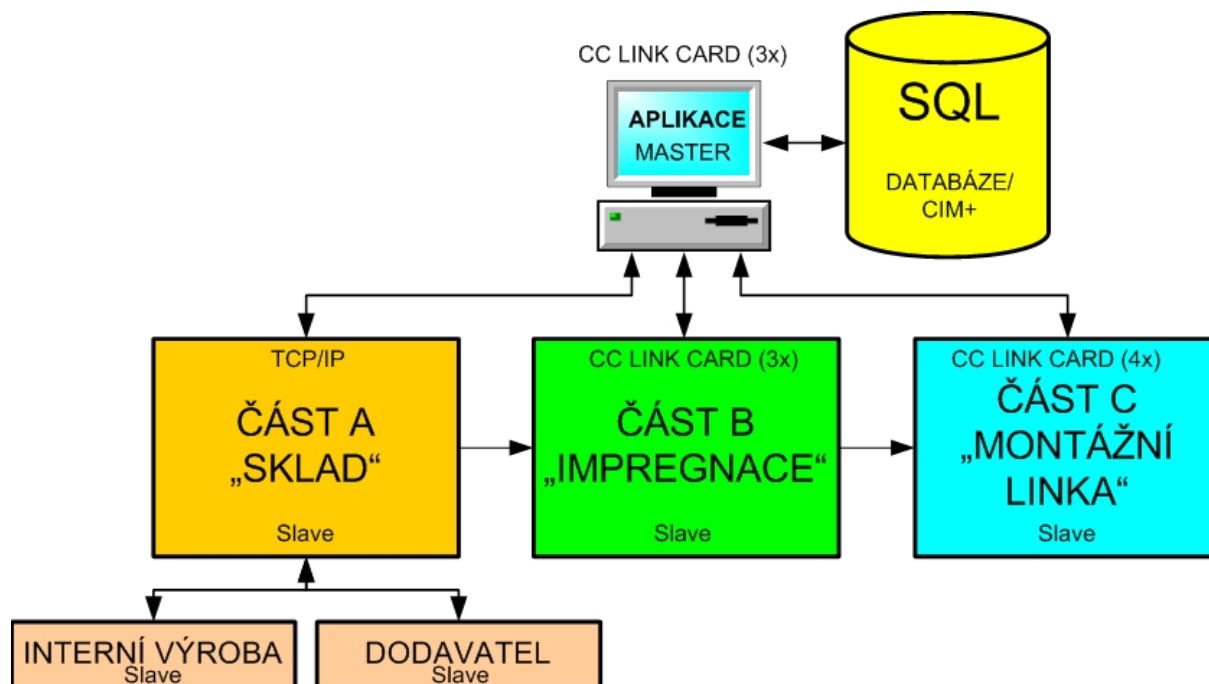 CC LINK CARD (3x)
APLIKACE
MASTER
SQL
DATABÁZE/
CIM+
TCP/IP
ČÁST A
„SKLAD“
Slave
CC LINK CARD (3x)
ČÁST B
„IMPREGNACE“
Slave
CC LINK CARD (4x)
ČÁST C
„MONTÁŽNÍ
LINKA“
Slave
INTERNÍ VÝROBA
Slave
DODAVATEL
Slave